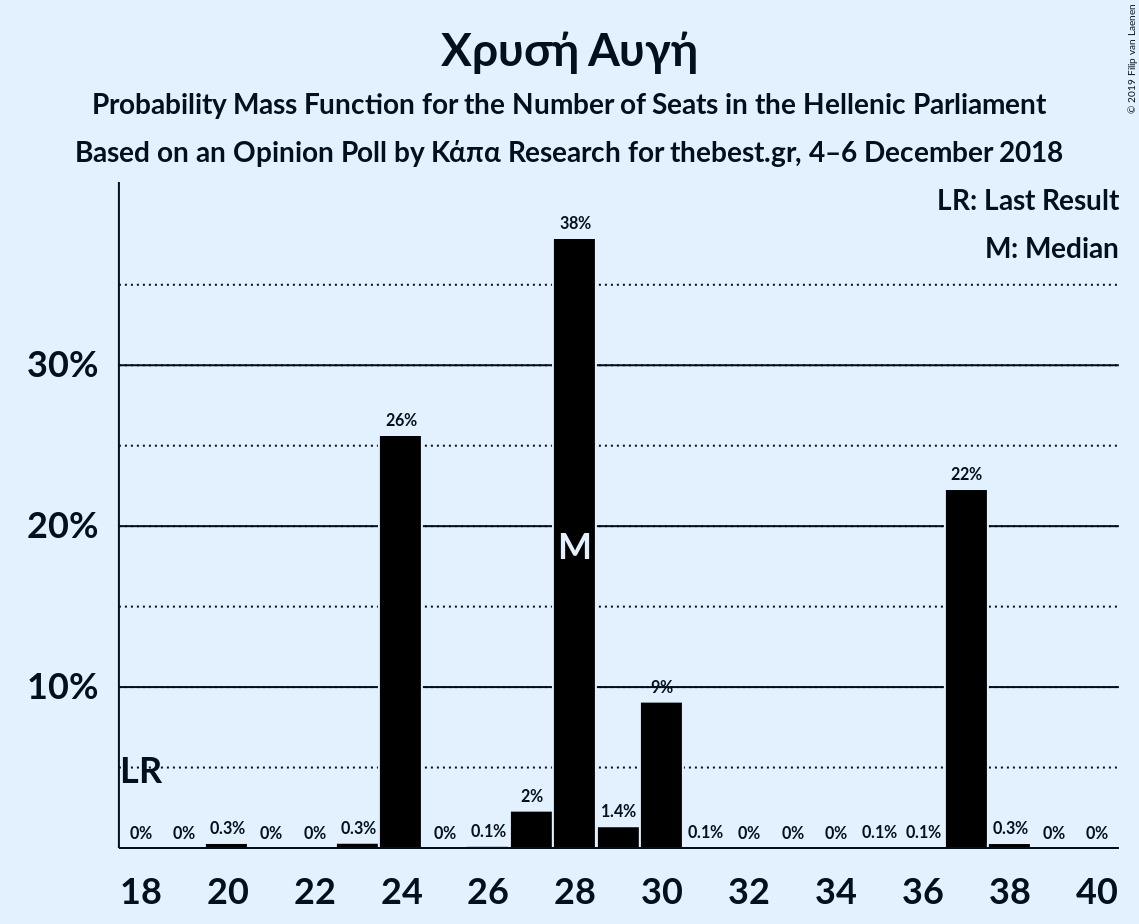 Χρυσή Αυγή
Probability Mass Function for the Number of Seats in the Hellenic Parliament
Based on an Opinion Poll by Κάπα Research for thebest.gr, 4–6 December 2018
© 2019 Filip van Laenen
LR: Last Result
M: Median
38%
30%
26%
22%
20%
M
10%
9%
LR
2%
1.4%
0% 0% 0.3% 0% 0% 0.3% 0% 0.1% 0.1% 0% 0% 0% 0.1% 0.1% 0.3% 0% 0%
18 20 22 24 26 28 30 32 34 36 38 40